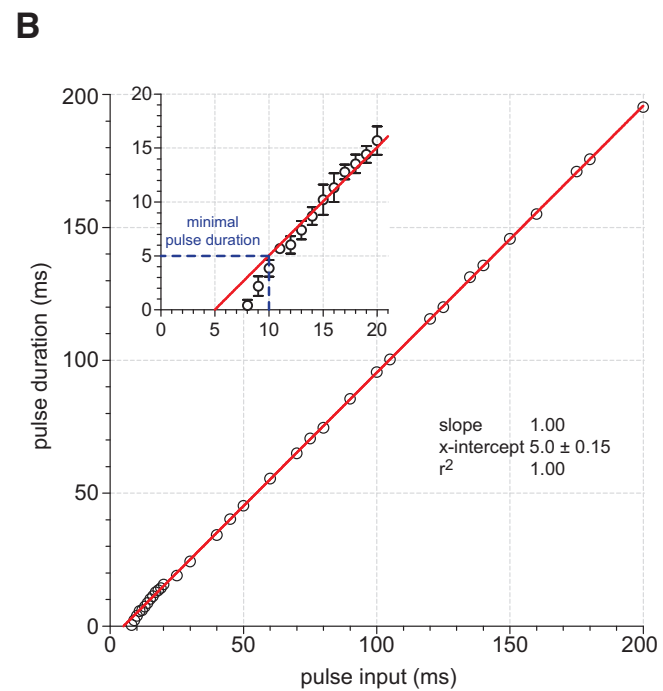 B
200
150
100
50
0
pulse duration (ms)
20
15
10
5
0
minimal
pulse duration
0 5 10 15 20
slope 1.00
x-intercept 5.0 ± 0.15
r² 1.00
0 50 100 150 200
pulse input (ms)